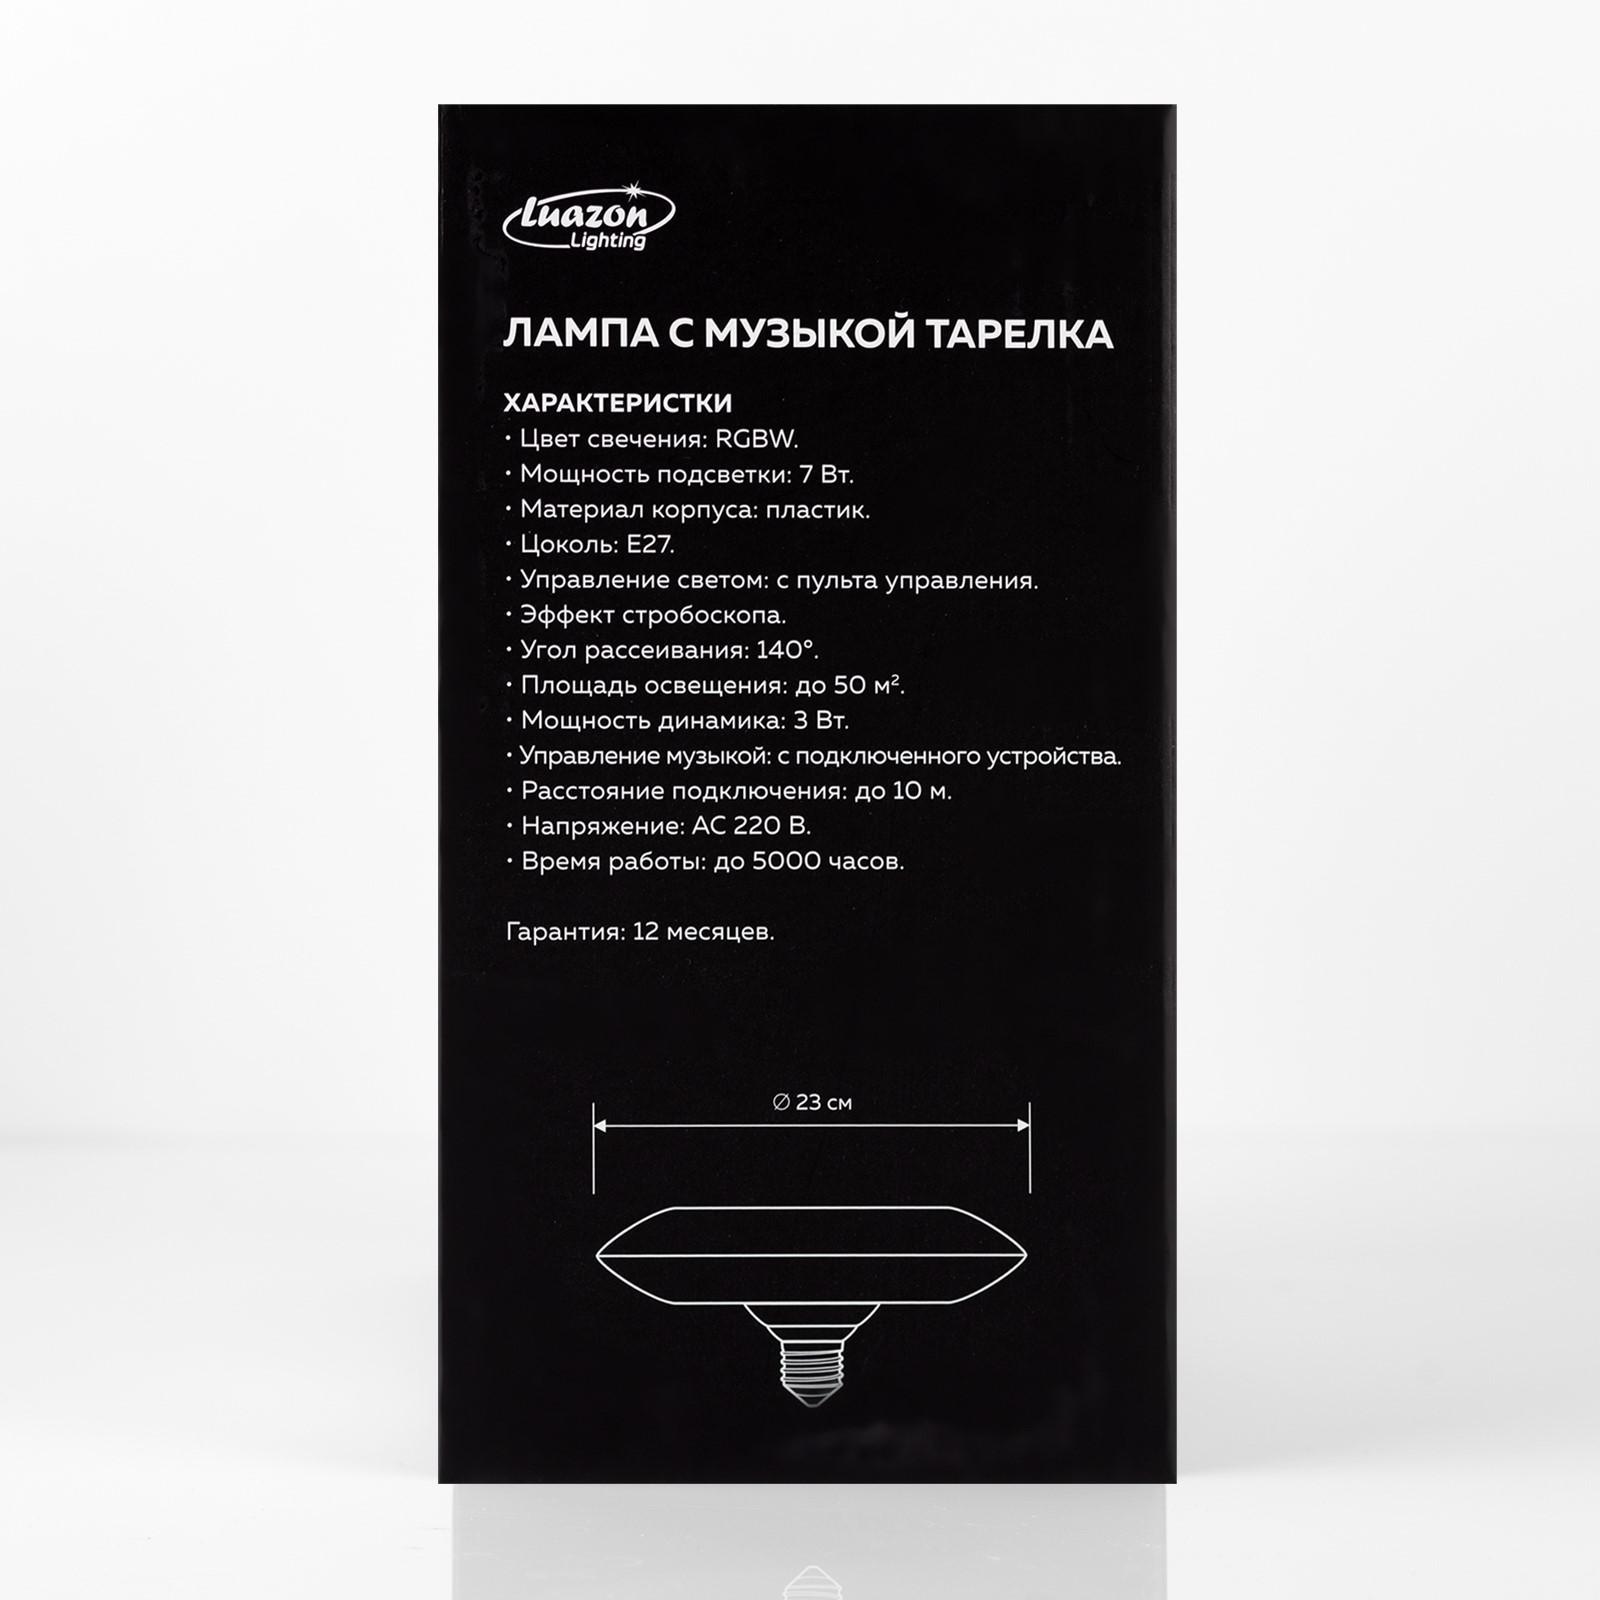 Luazon
Lighting
ЛАМПА С МУЗЫКОЙ ТАРЕЛКА
ХАРАКТЕРИСТКИ
• Цвет свечения: RGBW.
• Мощность подсветки: 7 Вт.
• Материал корпуса: пластик.
• Цоколь: E27.
• Управление светом: с пульта управления.
• Эффект стробоскопа.
• Угол рассеивания: 140°.
• Площадь освещения: до 50 м².
• Мощность динамика: 3 Вт.
• Управление музыкой: с подключенного устройства.
• Расстояние подключения: до 10 м.
• Напряжение: AC 220 В.
• Время работы: до 5000 часов.
Гарантия: 12 месяцев.
∅ 23 см